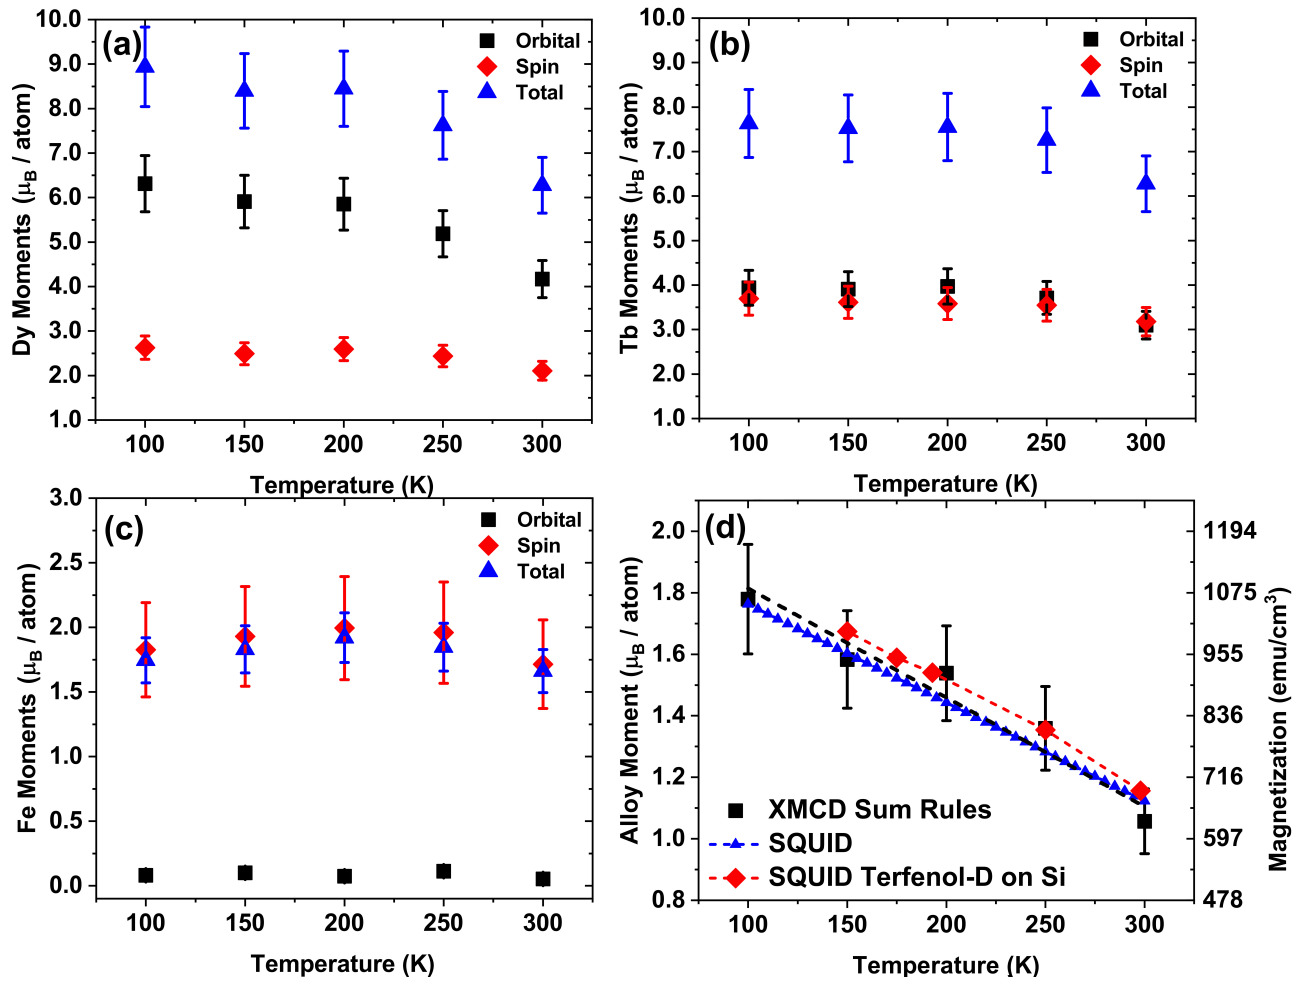 (a)
Orbital
Spin
Total
10.0
9.0
8.0
7.0
6.0
5.0
4.0
3.0
2.0
1.0
Dy Moments (μB / atom)
100 150 200 250 300
Temperature (K)
(b)
Orbital
Spin
Total
10.0
9.0
8.0
7.0
6.0
5.0
4.0
3.0
2.0
1.0
Tb Moments (μB / atom)
100 150 200 250 300
Temperature (K)
(c)
Orbital
Spin
Total
3.0
2.5
2.0
1.5
1.0
0.5
0.0
Fe Moments (μB / atom)
100 150 200 250 300
Temperature (K)
(d)
2.0
1.8
1.6
1.4
1.2
1.0
0.8
Alloy Moment (μB / atom)
XMCD Sum Rules
SQUID
SQUID Terfenol-D on Si
1194
1075
955
836
716
597
478
Magnetization (emu/cm³)
100 150 200 250 300
Temperature (K)